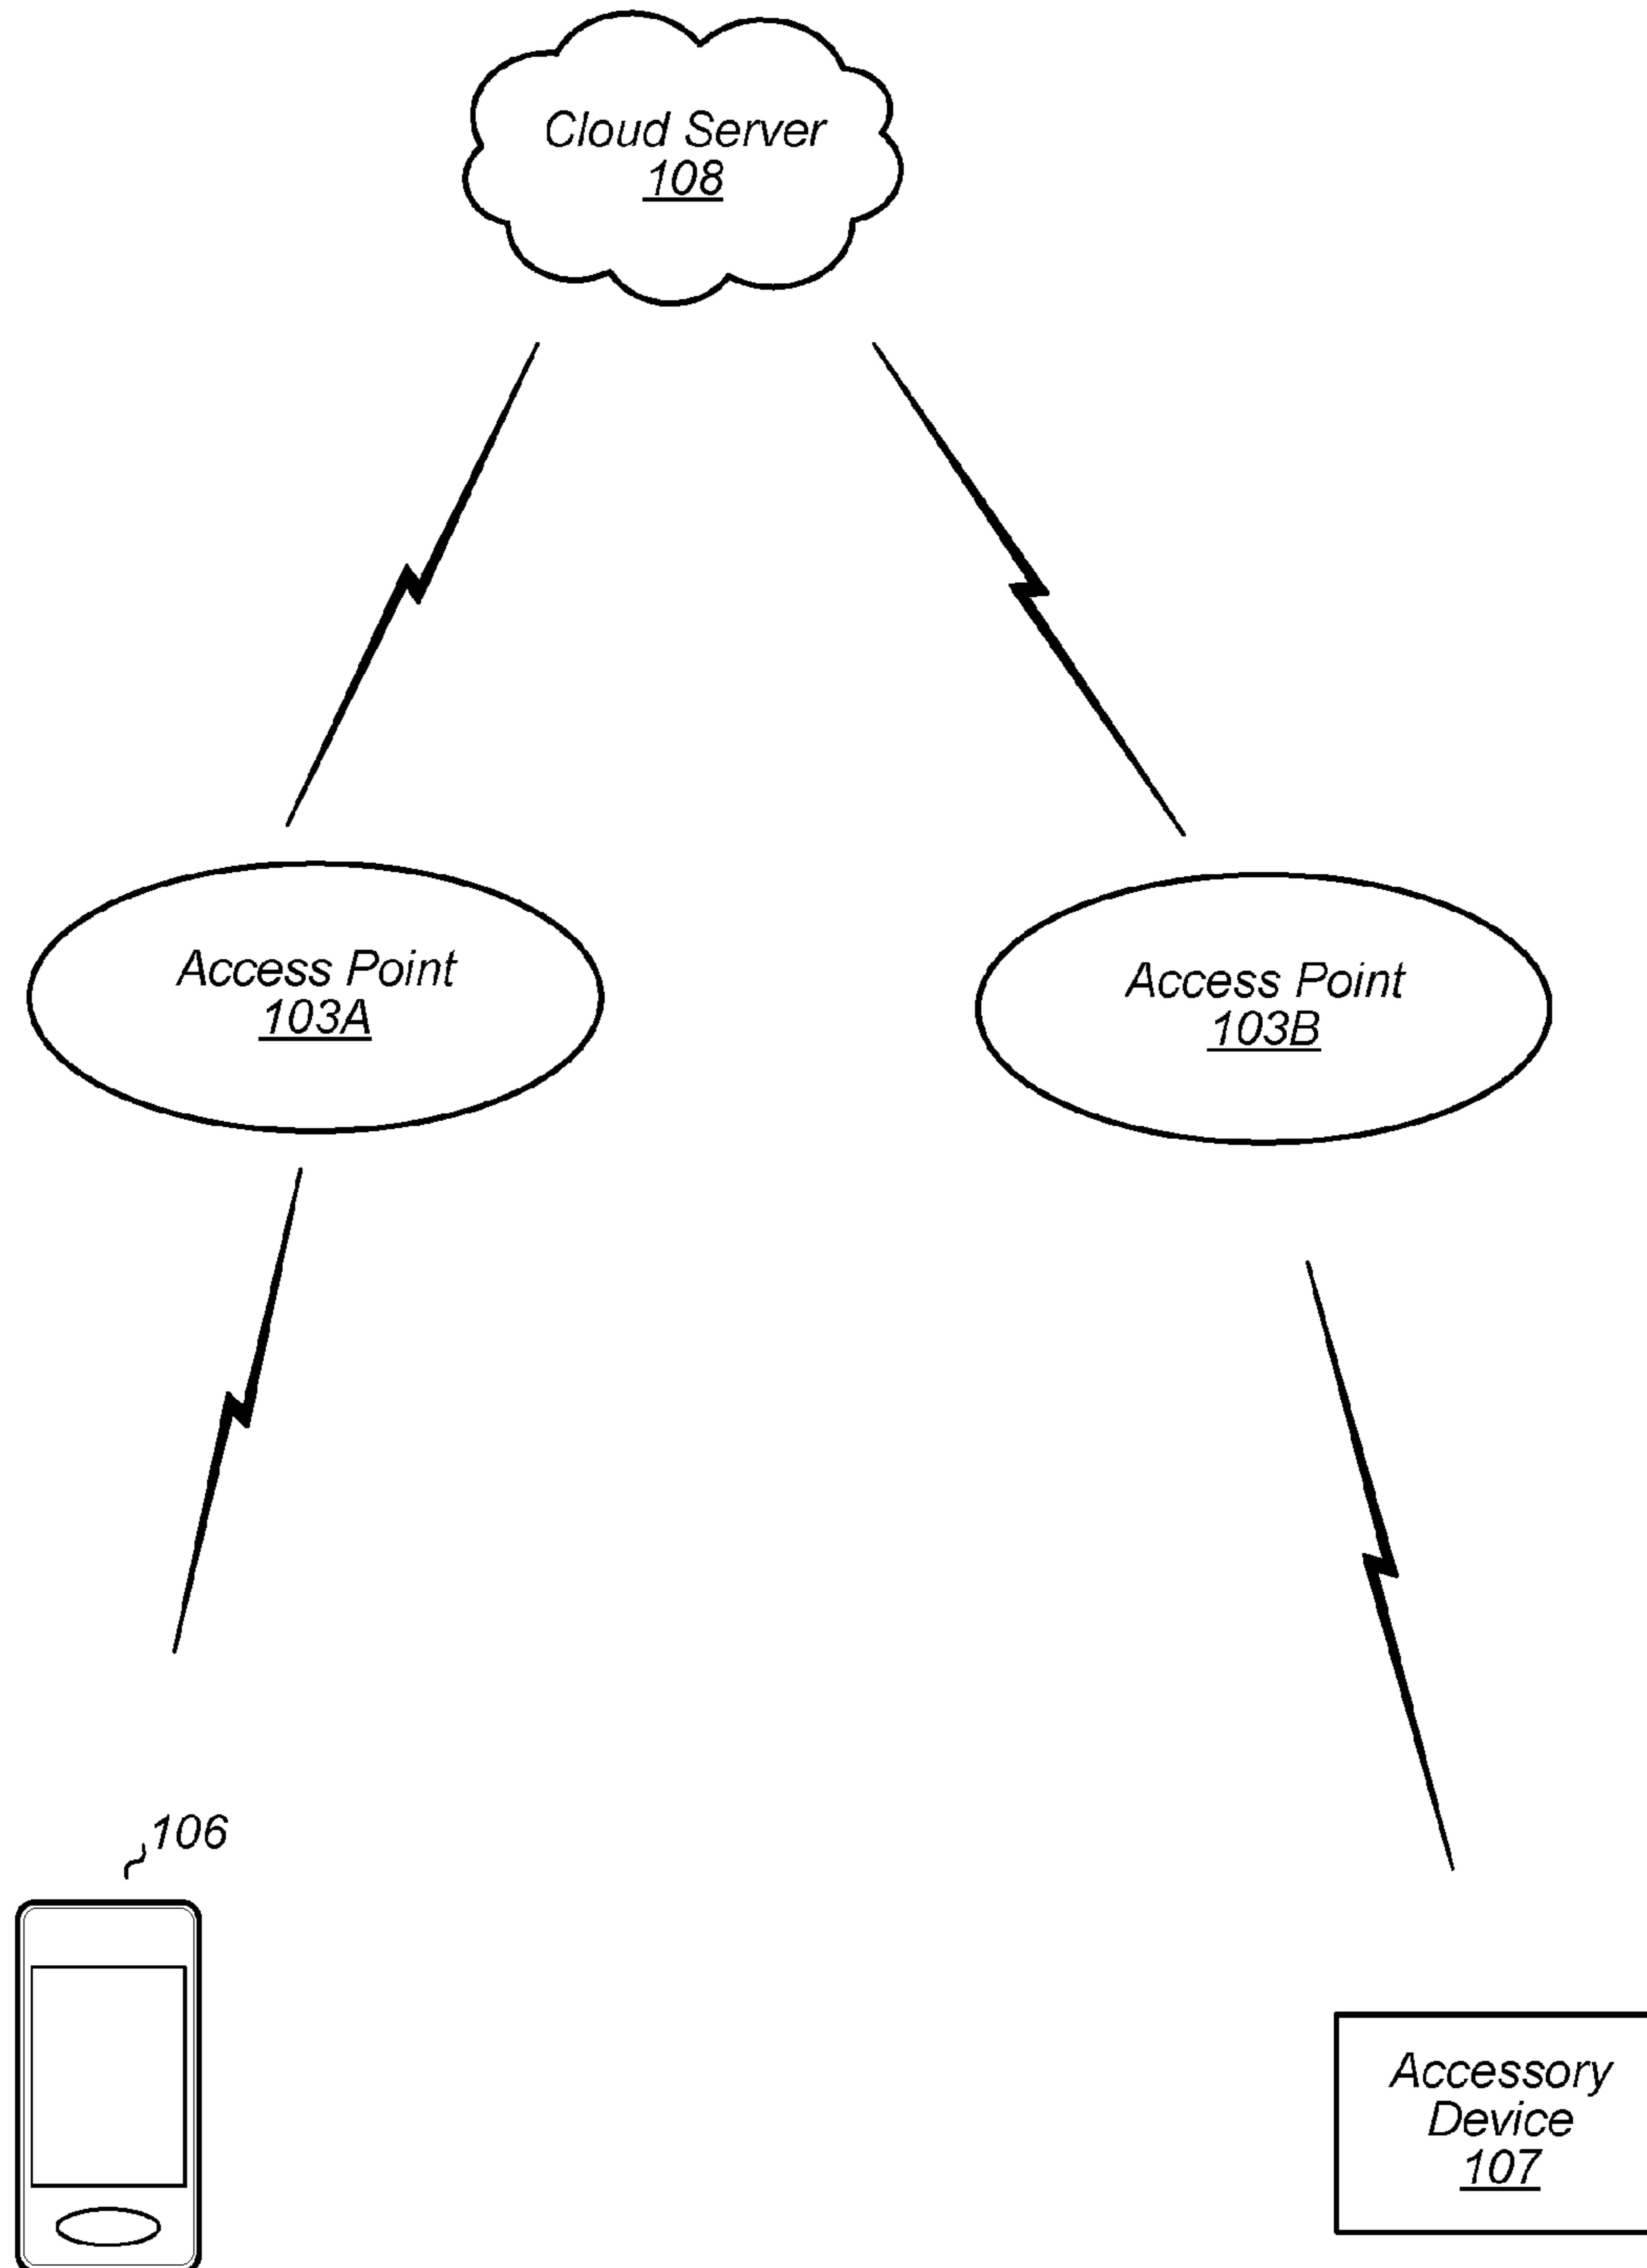 Cloud Server
108
Access Point
103A
Access Point
103B
106
Accessory
Device
107